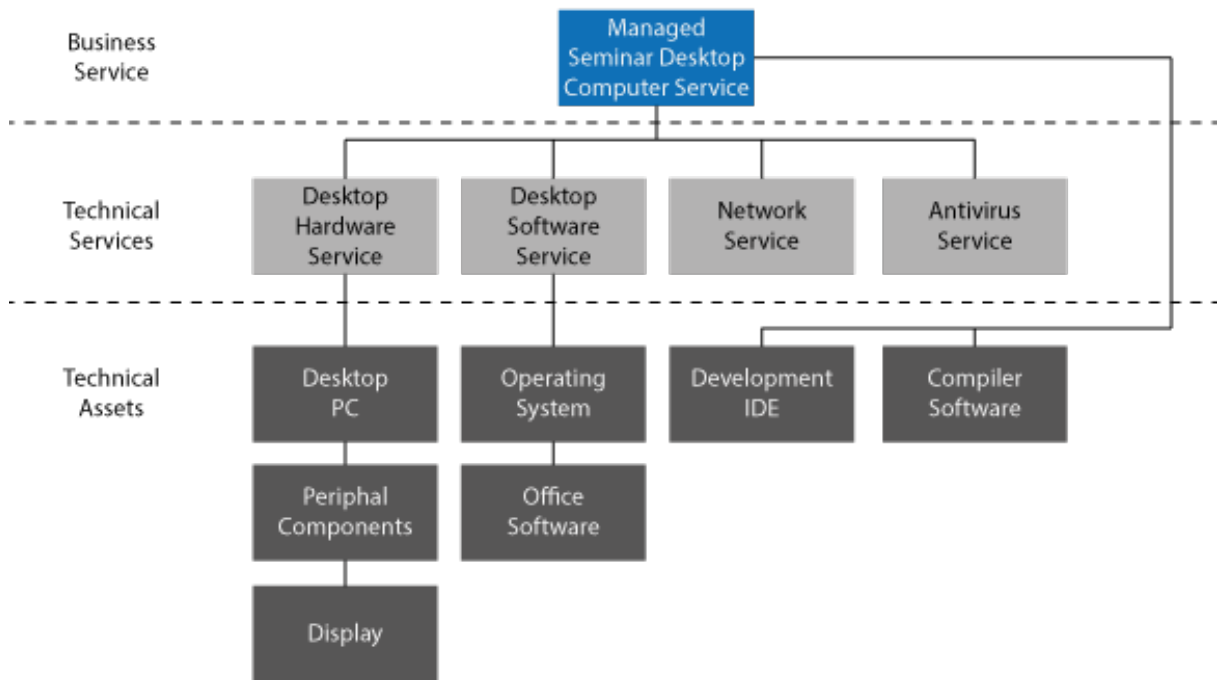 Business
Service
Managed
Seminar Desktop
Computer Service
Technical
Services
Desktop
Hardware
Service
Desktop
Software
Service
Network
Service
Antivirus
Service
Technical
Assets
Desktop
PC
Operating
System
Development
IDE
Compiler
Software
Periphal
Components
Office
Software
Display